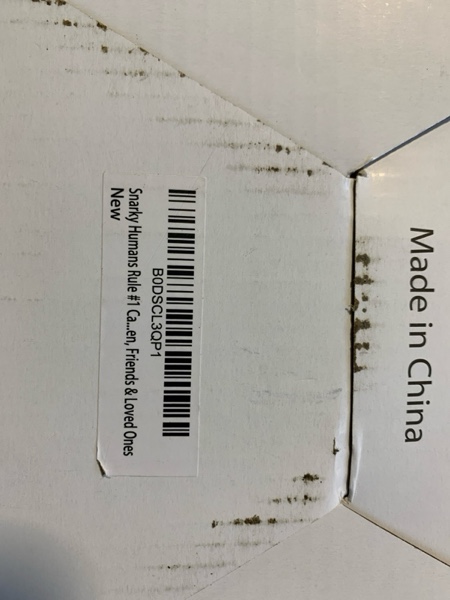 Made in China
B0DSCL3QP1
Snarky Humans Rule #1 Ca...en, Friends & Loved Ones
New